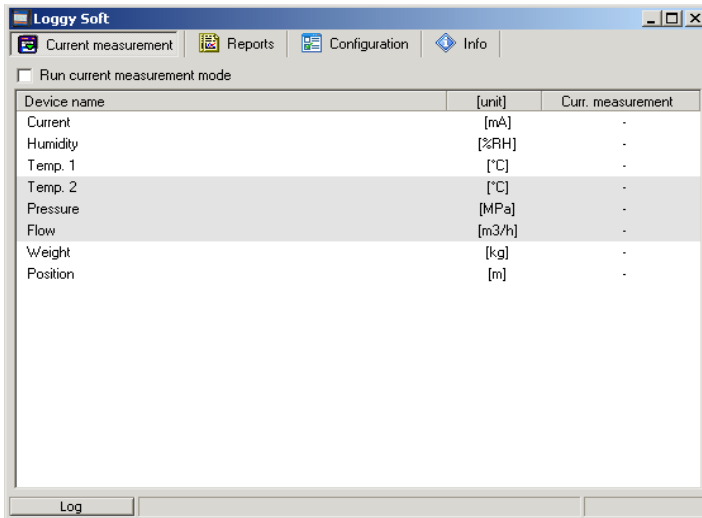 Loggy Soft
Current measurement Reports Configuration Info
Run current measurement mode
Device name [unit] Curr. measurement
Current [mA] -
Humidity [%RH] -
Temp. 1 [°C] -
Temp. 2 [°C] -
Pressure [MPa] -
Flow [m3/h] -
Weight [kg] -
Position [m]
Log